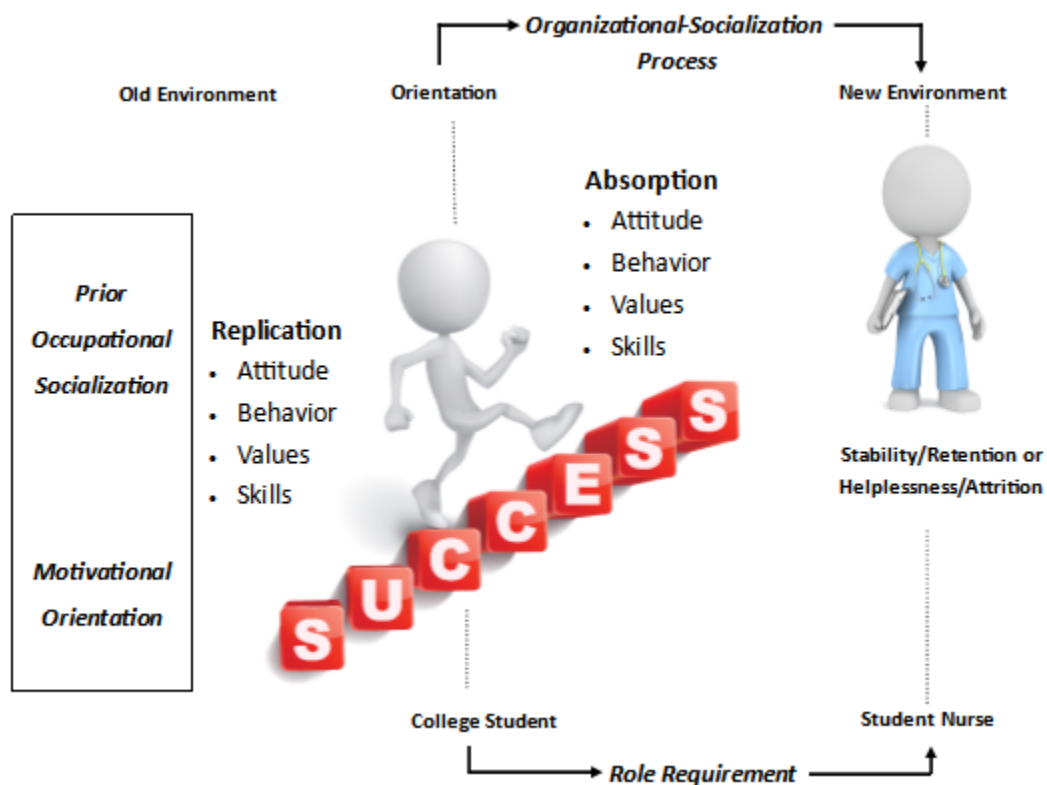 Organizational-Socialization
Process
Old Environment
Orientation
New Environment
Absorption
• Attitude
• Behavior
• Values
• Skills
Prior
Occupational
Socialization
Replication
• Attitude
• Behavior
• Values
• Skills
Motivational
Orientation
SUCCESS
Stability/Retention or
Helplessness/Attrition
College Student
Student Nurse
Role Requirement